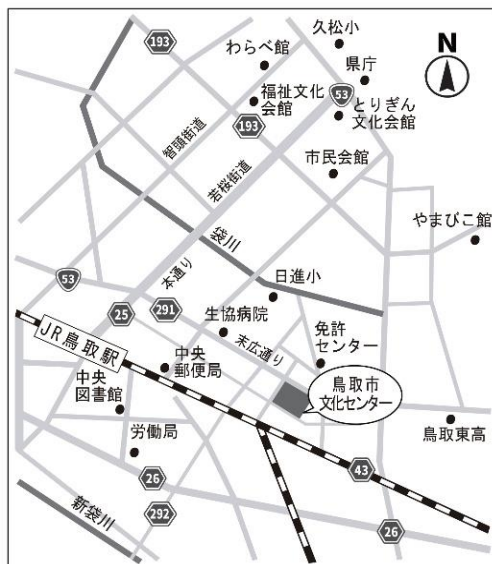 久松小
193
わらべ館
N
県庁
福祉文化
会館
53
とりぎん
文化会館
193
智頭街道
若桜街道
市民会館
袋川
やまびこ館
本通り
日進小
53
25
291
生協病院
末広通り
免許
センター
JR鳥取駅
中央
郵便局
鳥取市
文化センター
中央
図書館
鳥取東高
労働局
43
26
新袋川
292
26